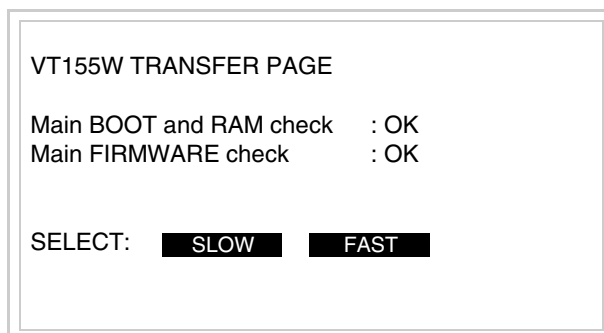 VT155W TRANSFER PAGE
Main BOOT and RAM check : OK
Main FIRMWARE check : OK
SELECT: SLOW FAST